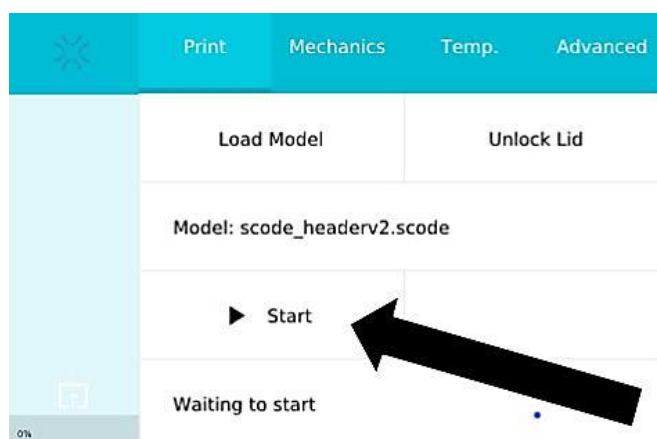 Print Mechanics Temp. Advanced
Load Model Unlock Lid
Model: scode_headerv2.scode
Start
Waiting to start
0%